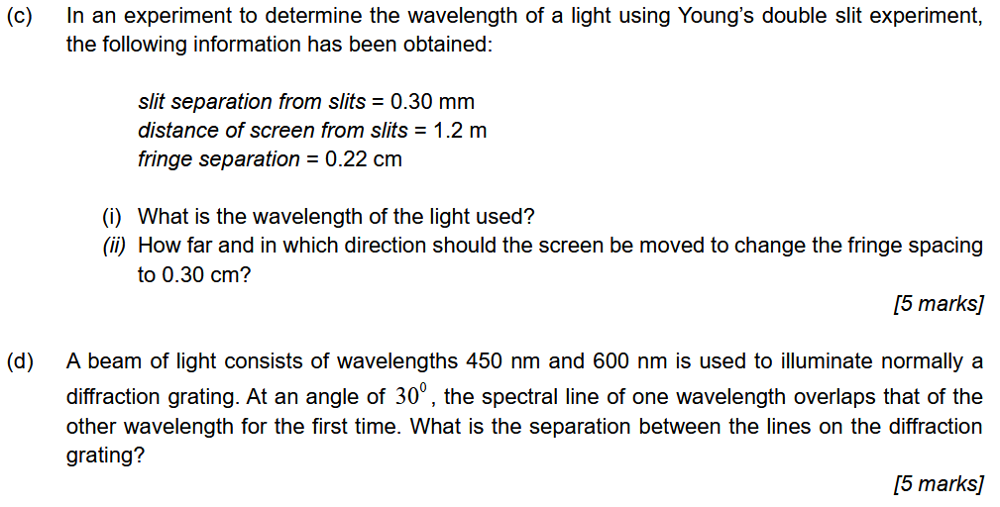 (c) In an experiment to determine the wavelength of a light using Young's double slit experiment,
the following information has been obtained:
slit separation from slits = 0.30 mm
distance of screen from slits = 1.2 m
fringe separation = 0.22 cm
(i) What is the wavelength of the light used?
(ii) How far and in which direction should the screen be moved to change the fringe spacing
to 0.30 cm?
[5 marks]
(d) A beam of light consists of wavelengths 450 nm and 600 nm is used to illuminate normally a
diffraction grating. At an angle of 30⁰, the spectral line of one wavelength overlaps that of the
other wavelength for the first time. What is the separation between the lines on the diffraction
grating?
[5 marks]